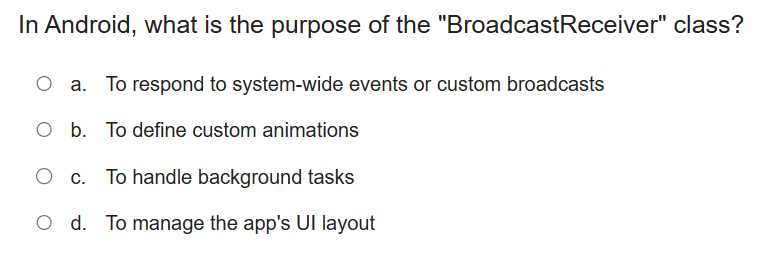 In Android, what is the purpose of the "BroadcastReceiver" class?
a. To respond to system-wide events or custom broadcasts
b. To define custom animations
c. To handle background tasks
d. To manage the app's UI layout